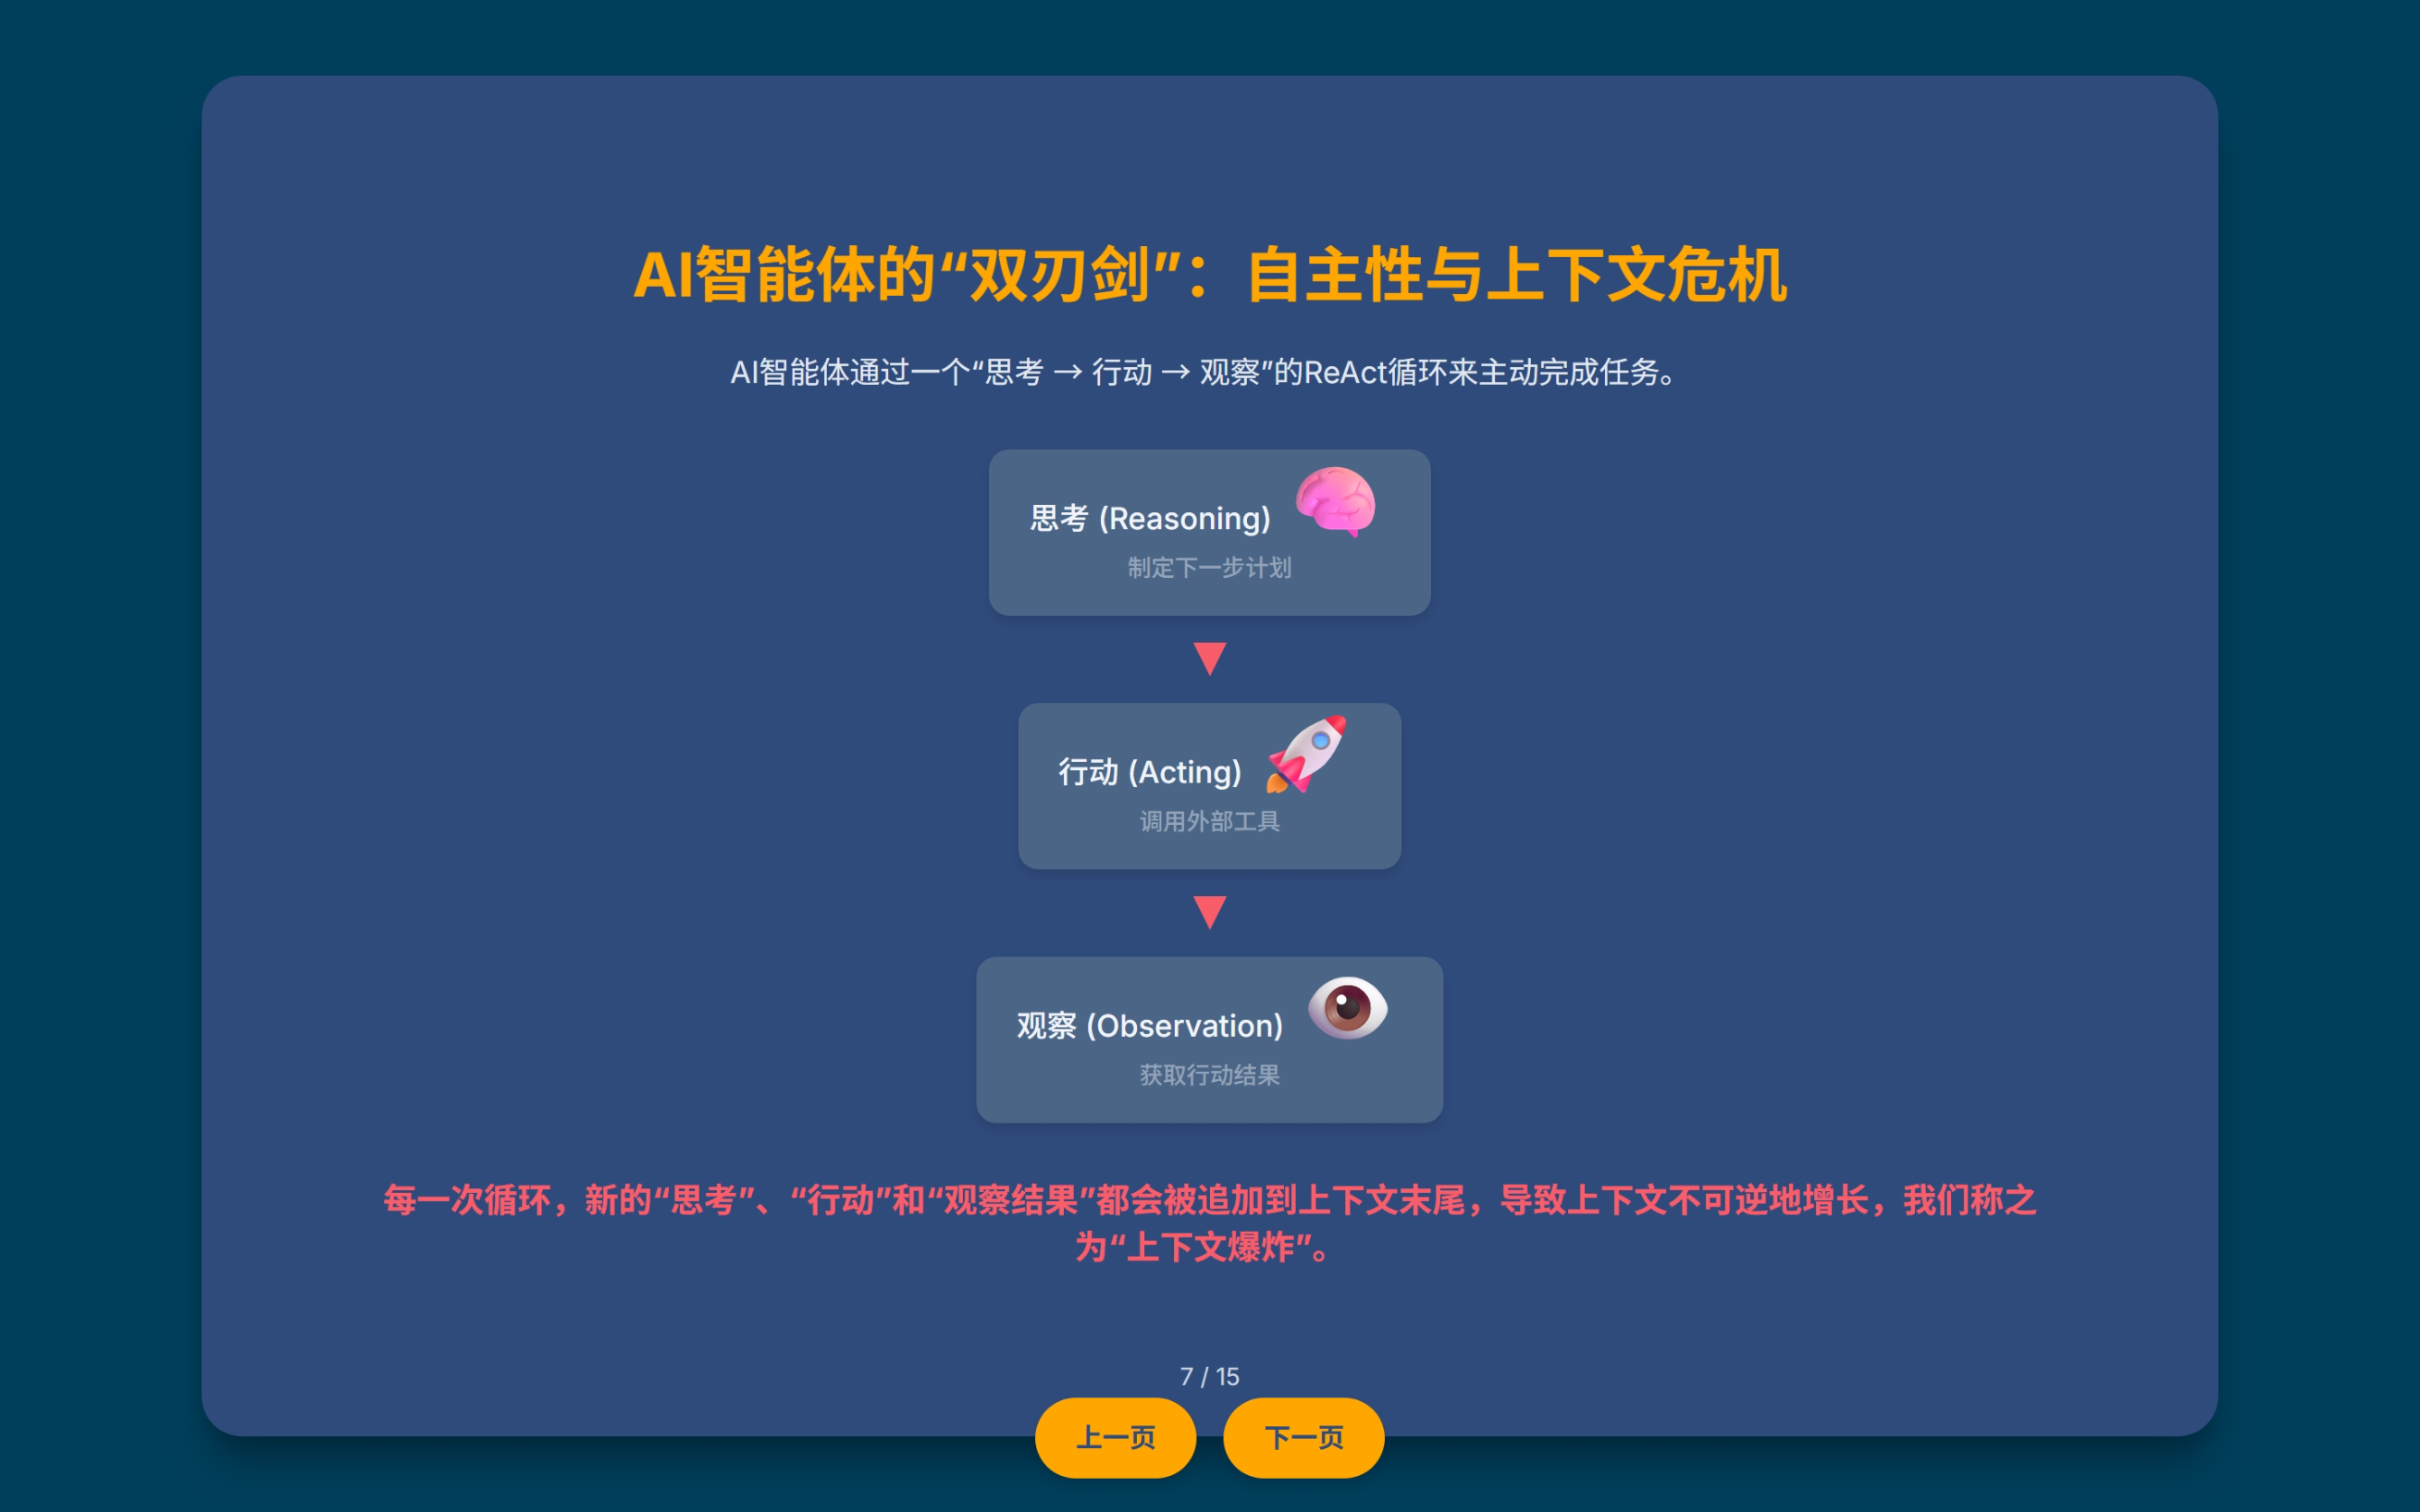 AI智能体的“双刃剑”：自主性与上下文危机
AI智能体通过一个“思考 → 行动 → 观察”的ReAct循环来主动完成任务。
思考 (Reasoning)
制定下一步计划
行动 (Acting)
调用外部工具
观察 (Observation)
获取行动结果
每一次循环，新的“思考”、“行动”和“观察结果”都会被追加到上下文末尾，导致上下文不可逆地增长，我们称之
为“上下文爆炸”。
7 / 15
上一页 下一页